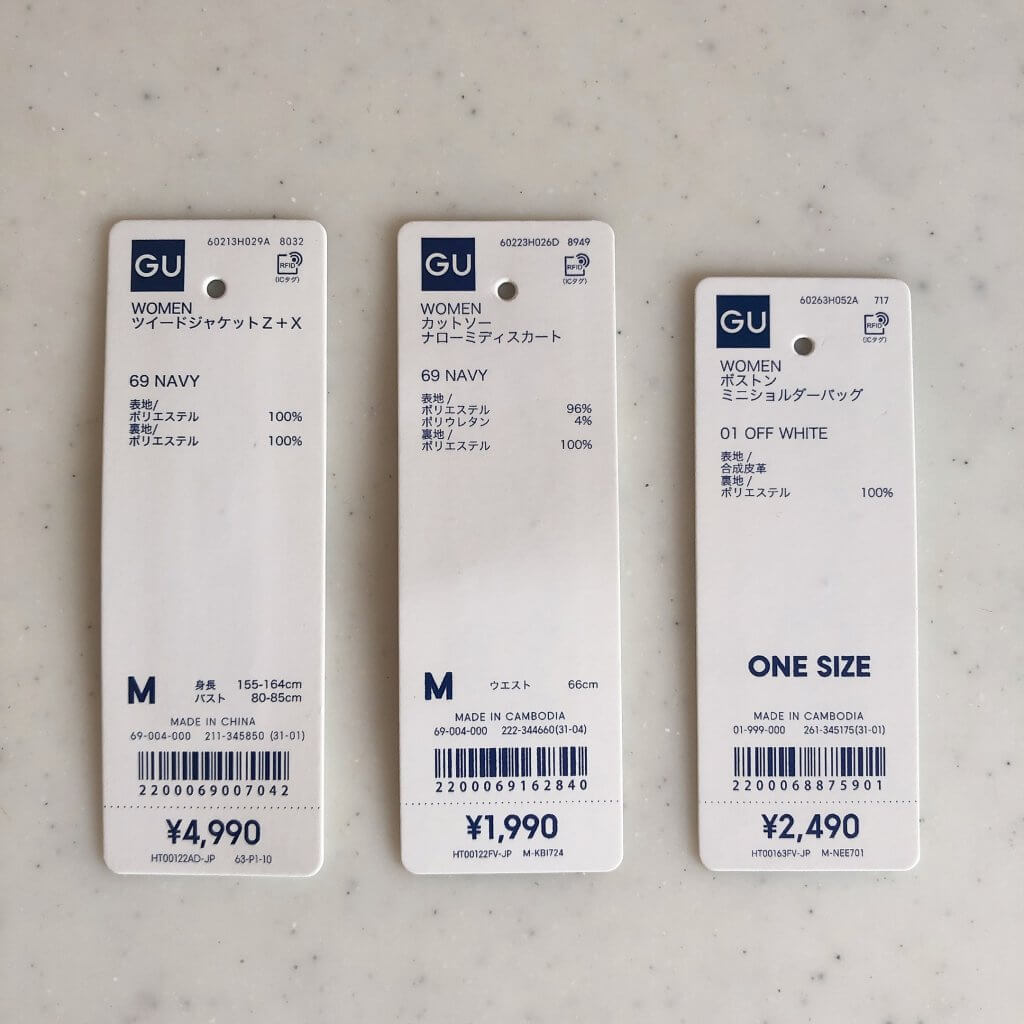 GU
60213H029A 8032
RFID
(ICタグ)
WOMEN
ツイードジャケットZ+X
69 NAVY
表地/
ポリエステル 100%
裏地/
ポリエステル 100%
M 身長 155-164cm
バスト 80-85cm
MADE IN CHINA
69-004-000 211-345850 (31-01)
2200069007042
¥4,990
HT00122AD-JP 63-P1-10
GU
60223H026D 8949
RFID
(ICタグ)
WOMEN
カットソー
ナローミディスカート
69 NAVY
表地/
ポリエステル 96%
ポリウレタン 4%
裏地/
ポリエステル 100%
M ウエスト 66cm
MADE IN CAMBODIA
69-004-000 222-344660(31-04)
2200069162840
¥1,990
HT00122FV-JP M-KBI724
GU
60263H052A 717
RFID
(ICタグ)
WOMEN
ボストン
ミニショルダーバッグ
01 OFF WHITE
表地/
合成皮革
裏地/
ポリエステル 100%
ONE SIZE
MADE IN CAMBODIA
01-999-000 261-345175(31-01)
2200068875901
¥2,490
HT00163FV-JP M-NEE701